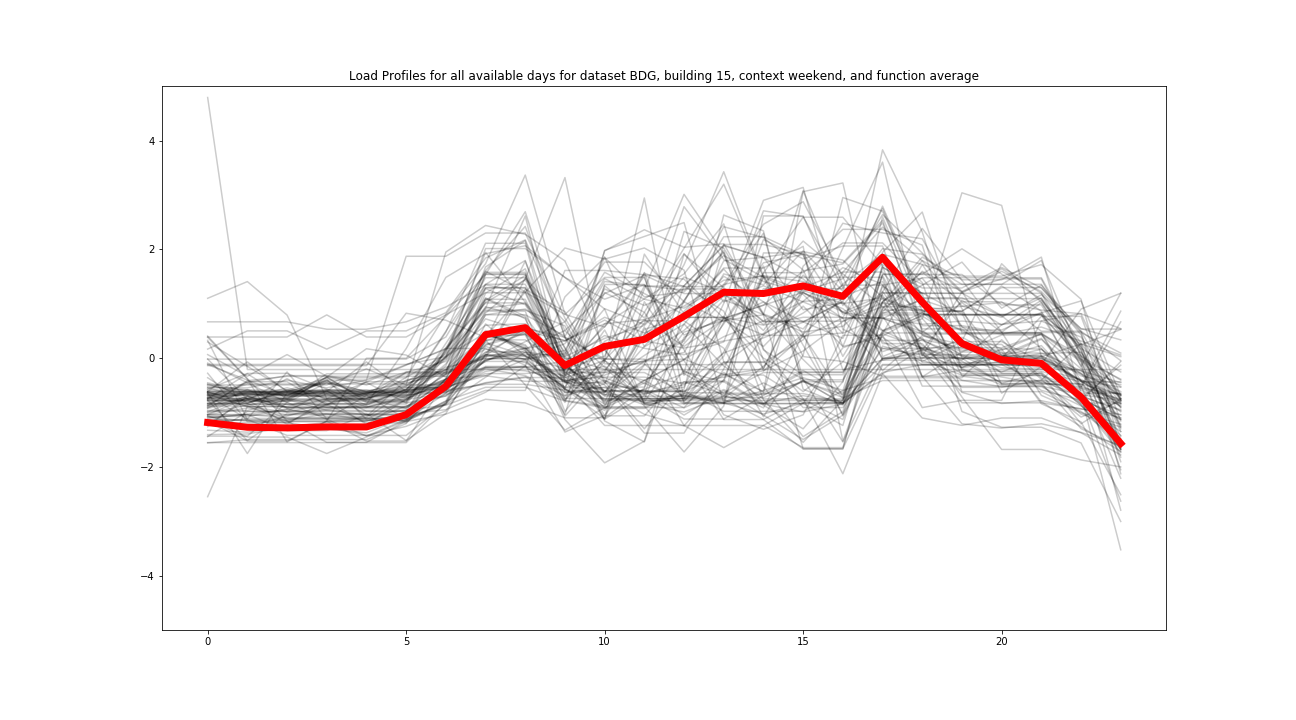 Load Profiles for all available days for dataset BDG, building 15, context weekend, and function average
4
2
0
−2
−4
0 5 10 15 20